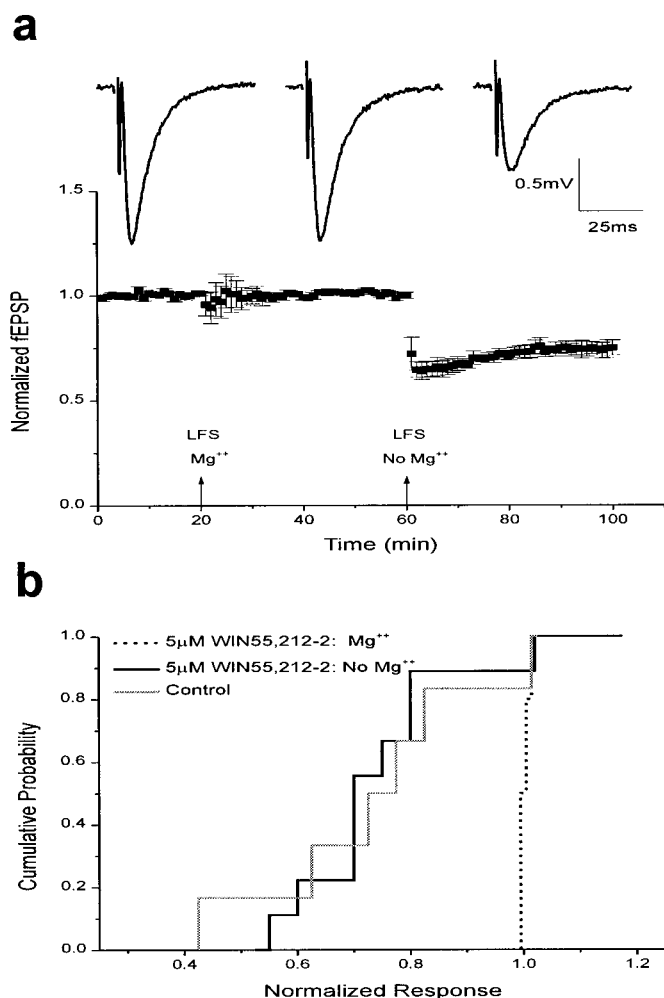 a
0.5mV
25ms
Normalized fEPSP
1.5
1.0
0.5
0.0
LFS
Mg++
LFS
No Mg++
0
20
40
60
80
100
Time (min)
b
5µM WIN55,212-2: Mg++
5µM WIN55,212-2: No Mg++
Control
Cumulative Probability
1.0
0.8
0.6
0.4
0.2
0.0
0.4
0.6
0.8
1.0
1.2
Normalized Response